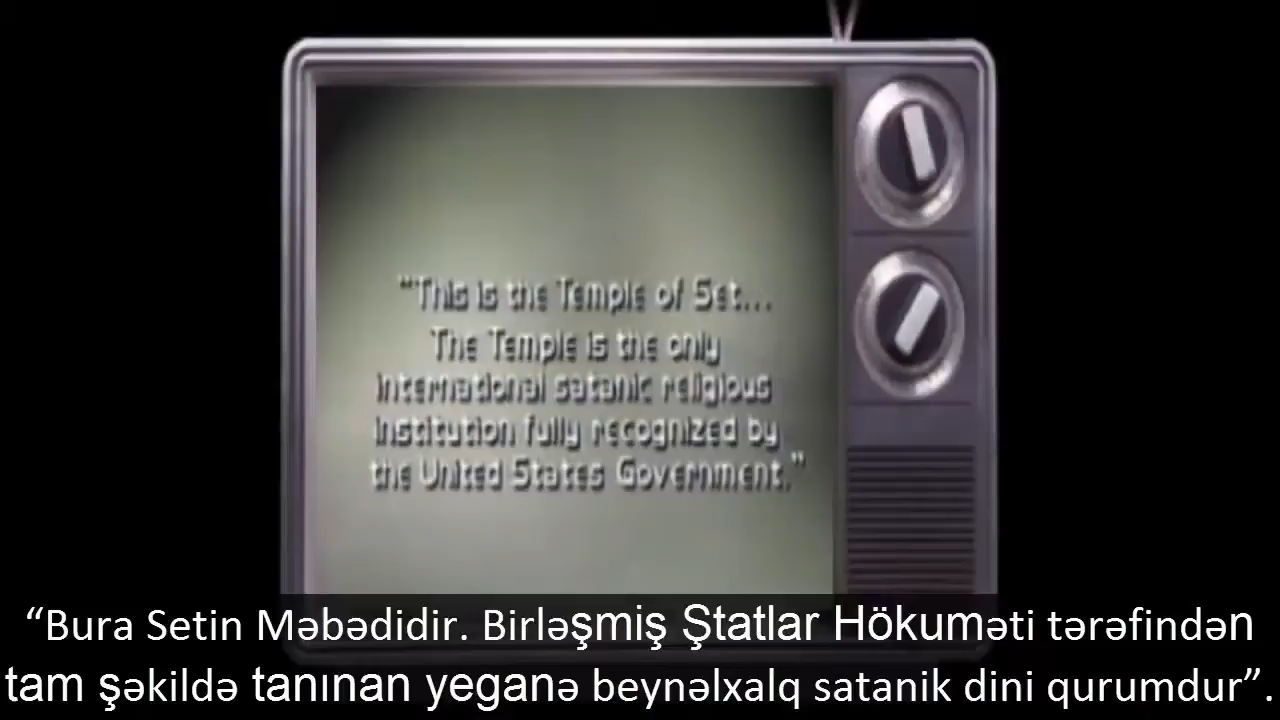 "This is the Temple of Set...
The Temple is the only
international satanic religious
institution fully recognized by
the United States Government."
“Bura Setin Məbədidir. Birləşmiş Ştatlar Hökuməti tərəfindən
tam şəkildə tanınan yeganə beynəlxalq satanik dini qurumdur”.